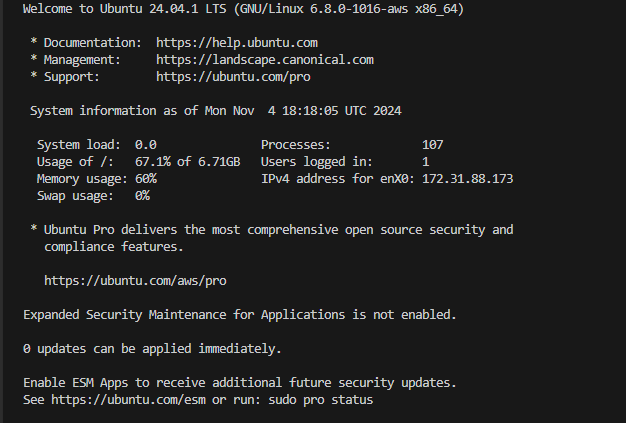 Welcome to Ubuntu 24.04.1 LTS (GNU/Linux 6.8.0-1016-aws x86_64)
* Documentation: https://help.ubuntu.com
* Management: https://landscape.canonical.com
* Support: https://ubuntu.com/pro
System information as of Mon Nov 4 18:18:05 UTC 2024
System load: 0.0 Processes: 107
Usage of /: 67.1% of 6.71GB Users logged in: 1
Memory usage: 60% IPv4 address for enX0: 172.31.88.173
Swap usage: 0%
* Ubuntu Pro delivers the most comprehensive open source security and
compliance features.
https://ubuntu.com/aws/pro
Expanded Security Maintenance for Applications is not enabled.
0 updates can be applied immediately.
Enable ESM Apps to receive additional future security updates.
See https://ubuntu.com/esm or run: sudo pro status